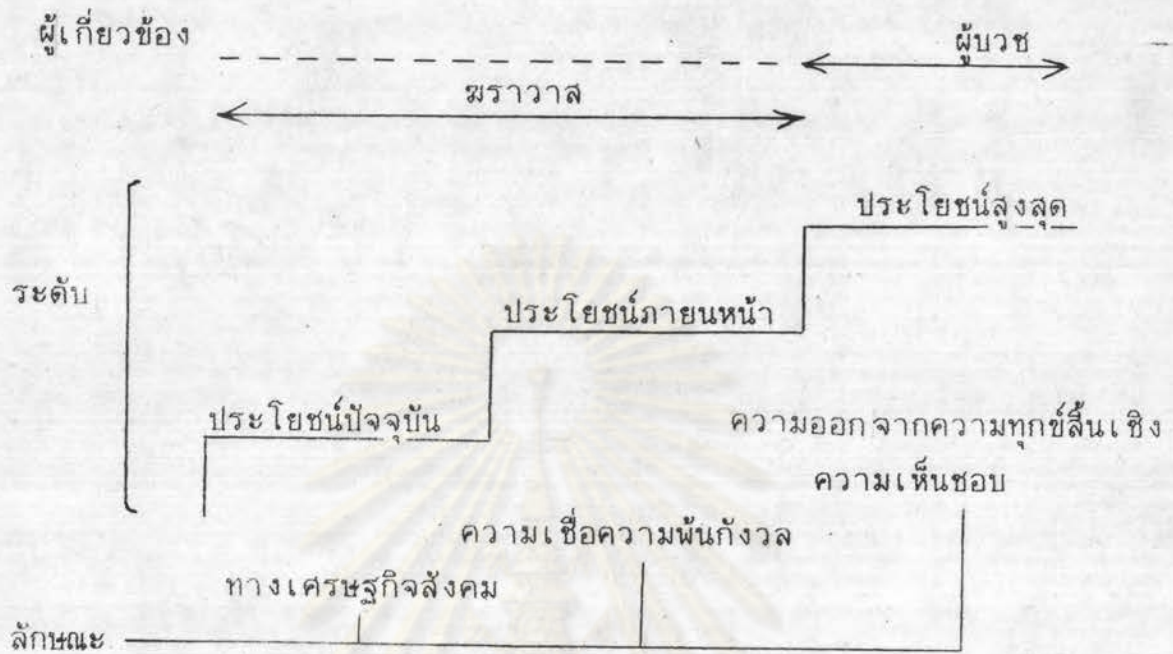 ผู้เกี่ยวข้อง
ผู้บวช
ฆราวาส
ประโยชน์สูงสุด
ระดับ
ประโยชน์ภายนหน้า
ประโยชน์ปัจจุบัน
ความออกจากความทุกข์สิ้นเชิง
ความเห็นชอบ
ความเชื่อความพ้นกังวล
ทางเศรษฐกิจสังคม
ลักษณะ